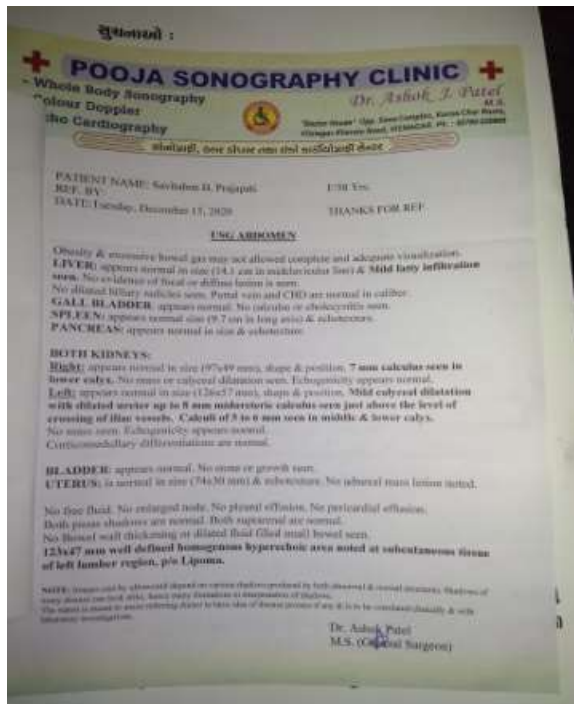 સુચનાઓ :
POOJA SONOGRAPHY CLINIC
- Whole Body Sonography
Colour Doppler
Cardiography
Dr. Ashok J. Patel
M.S.
PATIENT NAME: Savitaben H. Prajapati
REF. BY:
DATE: Tuesday, December 15, 2020
THANKS FOR REF
USG ABDOMEN
Obesity & excessive bowel gas may not allowed complete and adequate visualization.
LIVER: appears normal in size (14.1 cm in midclavicular line) & Mild fatty infiltration
seen. No evidence of focal or diffuse lesion is seen.
No dilated biliary radicles seen. Portal vein and CBD are normal in caliber.
GALL BLADDER: appears normal. No calculus or cholecystitis seen.
SPLEEN: appears normal size (9.7 cm in long axis) & echotexture.
PANCREAS: appears normal in size & echotexture.
BOTH KIDNEYS:
Right: appears normal in size (97x49 mm), shape & position. 7 mm calculus seen in
lower calyx. No mass or calyceal dilatation seen. Echogenicity appears normal.
Left: appears normal in size (126x57 mm), shape & position. Mild calyceal dilatation
with dilated ureter up to 8 mm midureteric calculus seen just above the level of
crossing of iliac vessels. Calculi of 5 to 6 mm seen in middle & lower calyx.
No mass seen. Echogenicity appears normal.
Corticomedullary differentiations are normal.
BLADDER: appears normal. No stone or growth seen.
UTERUS: is normal in size (74x30 mm) & echotexture. No adnexal mass lesion noted.
No free fluid. No enlarged node. No pleural effusion. No pericardial effusion.
Both psoas shadows are normal. Both suprarenal are normal.
No Bowel wall thickening or dilated fluid filled small bowel seen.
123x47 mm well defined homogenous hyperechoic area noted at subcutaneous tissue
of left lumber region, p/o Lipoma.
Dr. Ashok Patel
M.S. (General Surgeon)